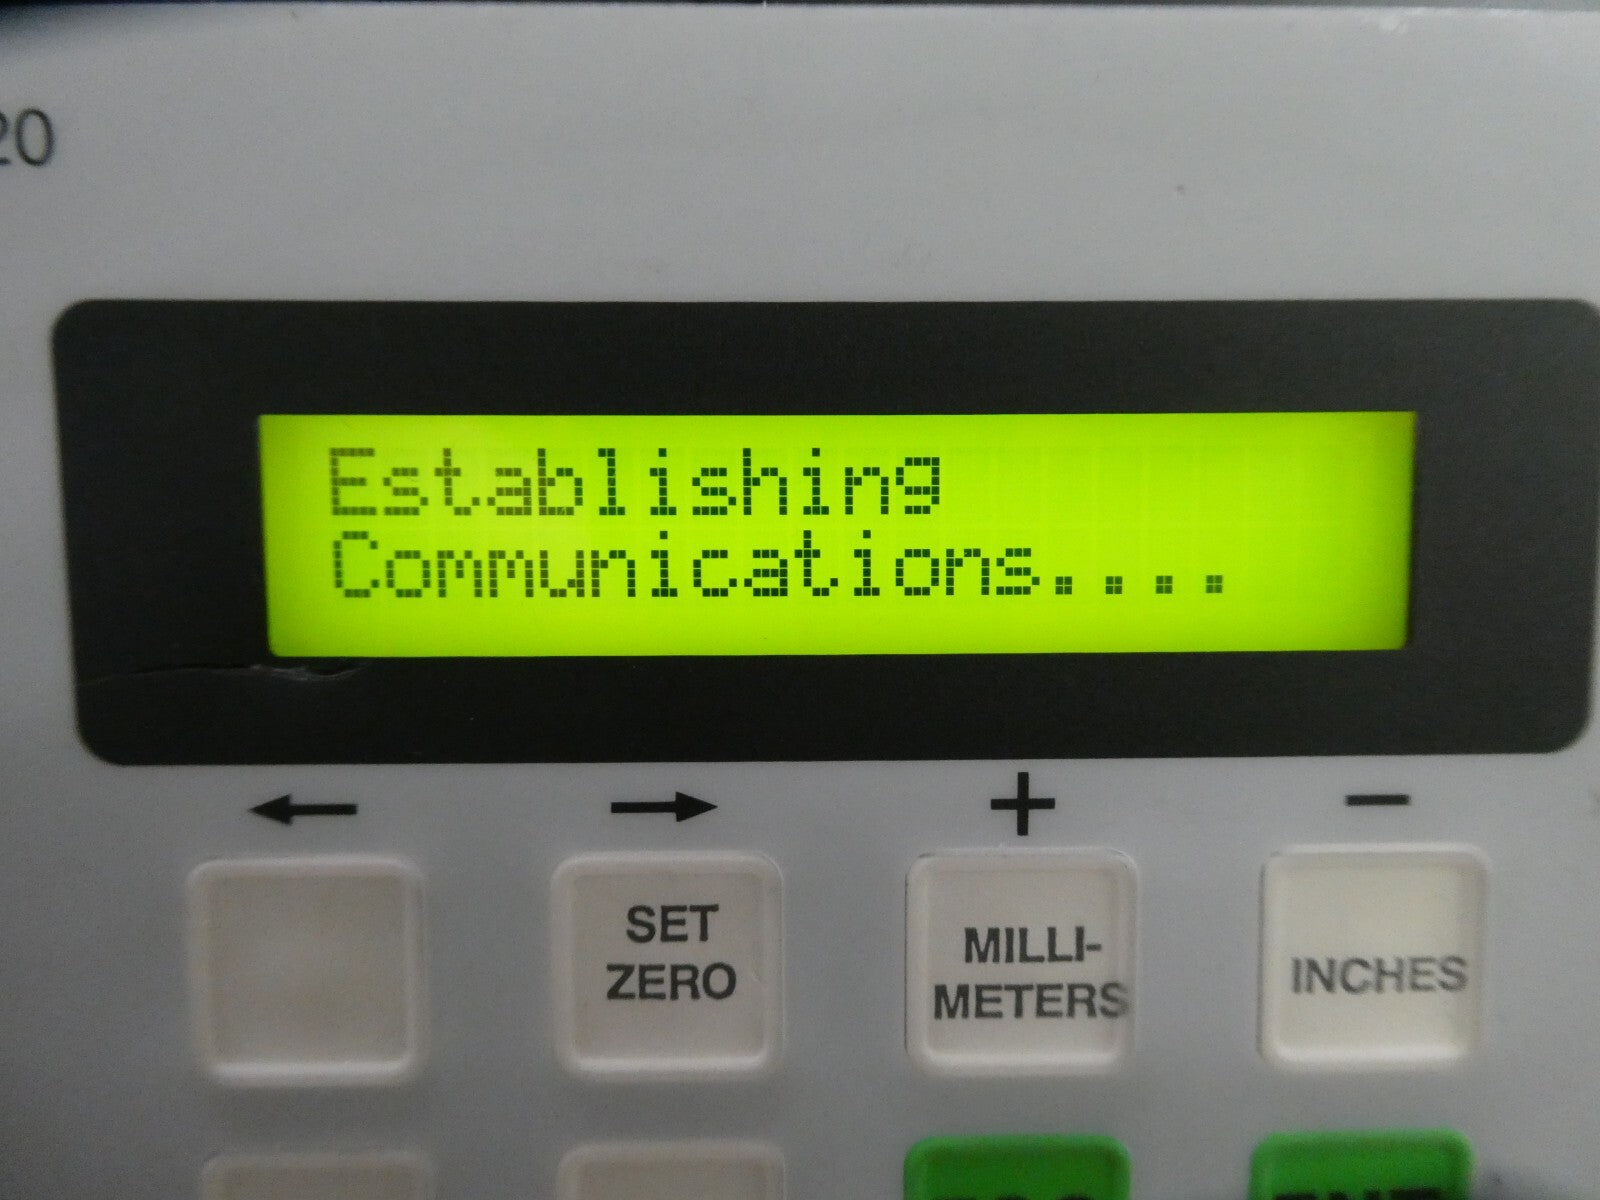 20
Establishing
Communications....
← → + −
SET
ZERO
MILLI-
METERS
INCHES